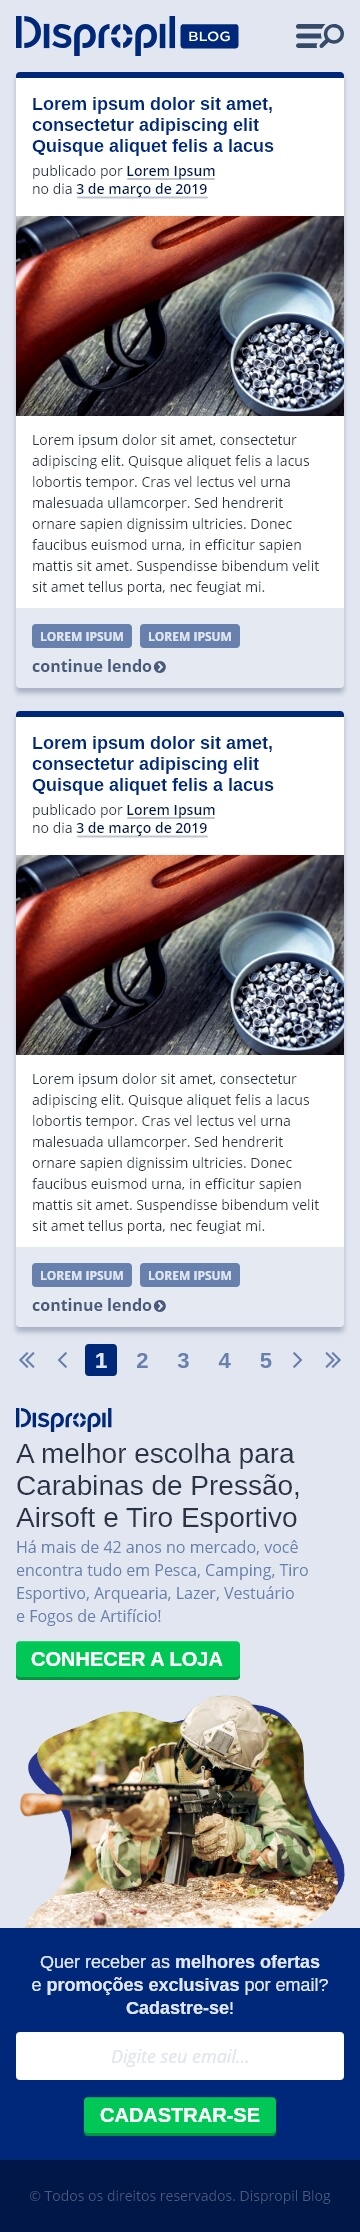 Dispropil BLOG
Lorem ipsum dolor sit amet,
consectetur adipiscing elit
Quisque aliquet felis a lacus
publicado por Lorem Ipsum
no dia 3 de março de 2019
Lorem ipsum dolor sit amet, consectetur
adipiscing elit. Quisque aliquet felis a lacus
lobortis tempor. Cras vel lectus vel urna
malesuada ullamcorper. Sed hendrerit
ornare sapien dignissim ultricies. Donec
faucibus euismod urna, in efficitur sapien
mattis sit amet. Suspendisse bibendum velit
sit amet tellus porta, nec feugiat mi.
LOREM IPSUM LOREM IPSUM
continue lendo
Lorem ipsum dolor sit amet,
consectetur adipiscing elit
Quisque aliquet felis a lacus
publicado por Lorem Ipsum
no dia 3 de março de 2019
Lorem ipsum dolor sit amet, consectetur
adipiscing elit. Quisque aliquet felis a lacus
lobortis tempor. Cras vel lectus vel urna
malesuada ullamcorper. Sed hendrerit
ornare sapien dignissim ultricies. Donec
faucibus euismod urna, in efficitur sapien
mattis sit amet. Suspendisse bibendum velit
sit amet tellus porta, nec feugiat mi.
LOREM IPSUM LOREM IPSUM
continue lendo
1 2 3 4 5
Dispropil
A melhor escolha para
Carabinas de Pressão,
Airsoft e Tiro Esportivo
Há mais de 42 anos no mercado, você
encontra tudo em Pesca, Camping, Tiro
Esportivo, Arquearia, Lazer, Vestuário
e Fogos de Artifício!
CONHECER A LOJA
Quer receber as melhores ofertas
e promoções exclusivas por email?
Cadastre-se!
Digite seu email...
CADASTRAR-SE
© Todos os direitos reservados. Dispropil Blog